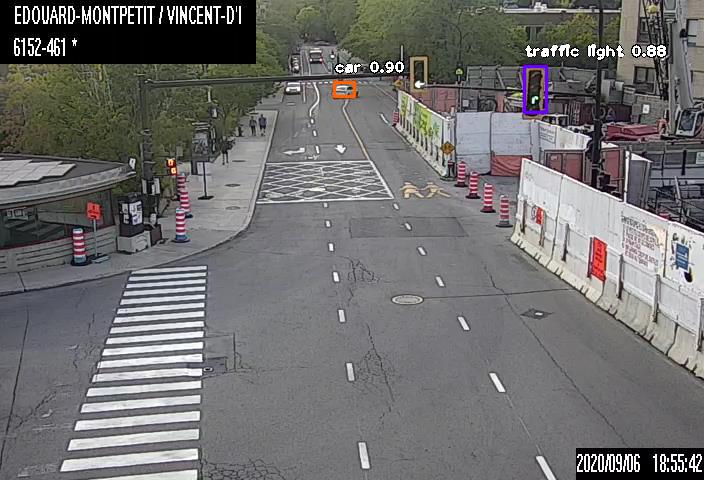 EDOUARD-MONTPETIT / VINCENT-D'I
6152-461 *
car 0.90
traffic light 0.88
2020/09/06 18:55:42